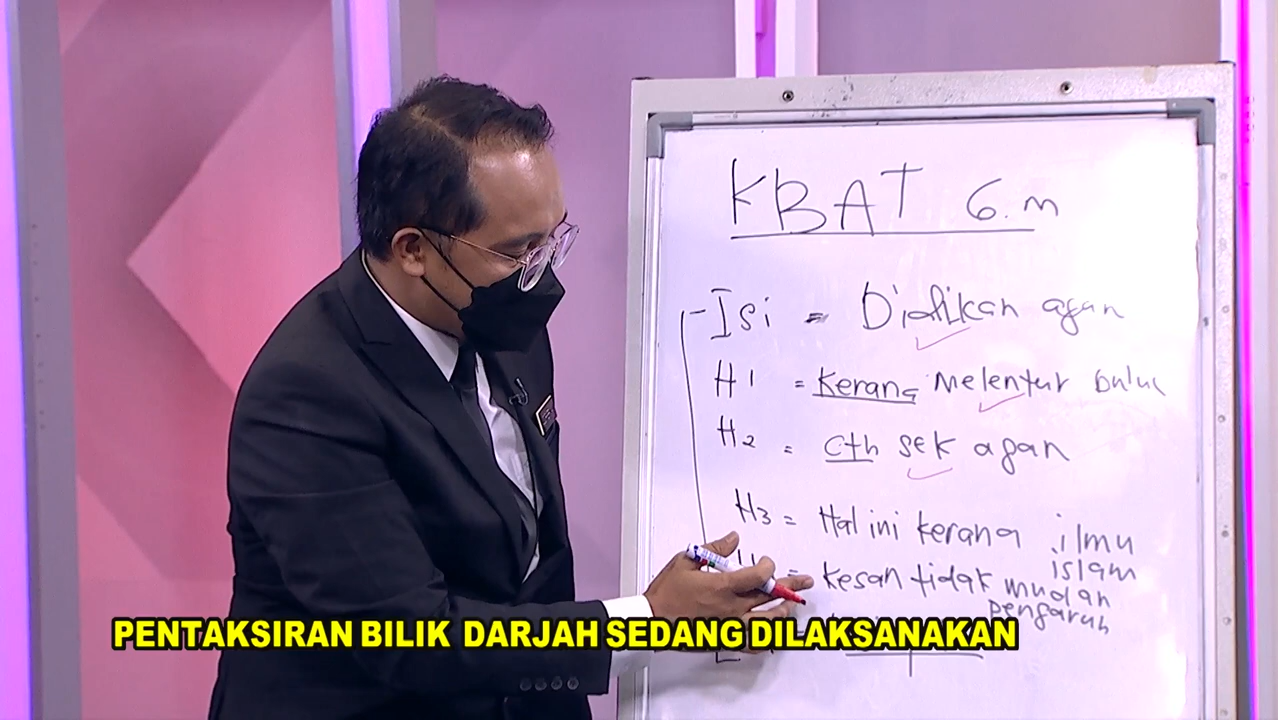 KBAT 6.m
Isi = Didikan agan
H1 = Kerana Melentur buluh
H2 = cth sek agan
H3 = Hal ini kerana ilmu
islam
= kesan tidak mudah
pengaruh
PENTAKSIRAN BILIK DARJAH SEDANG DILAKSANAKAN